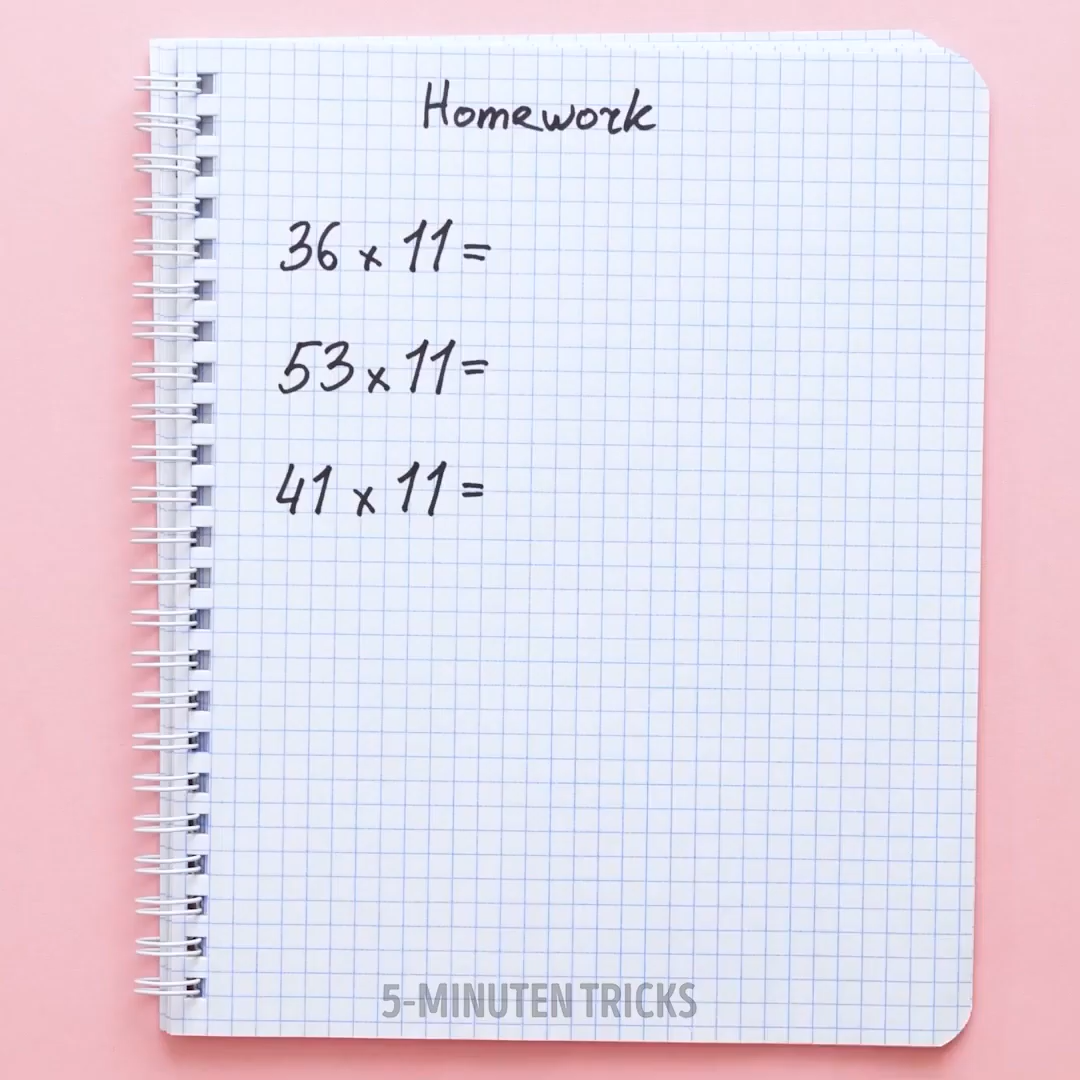 Homework
36 x 11 =
53 x 11 =
41 x 11 =
5-MINUTEN TRICKS